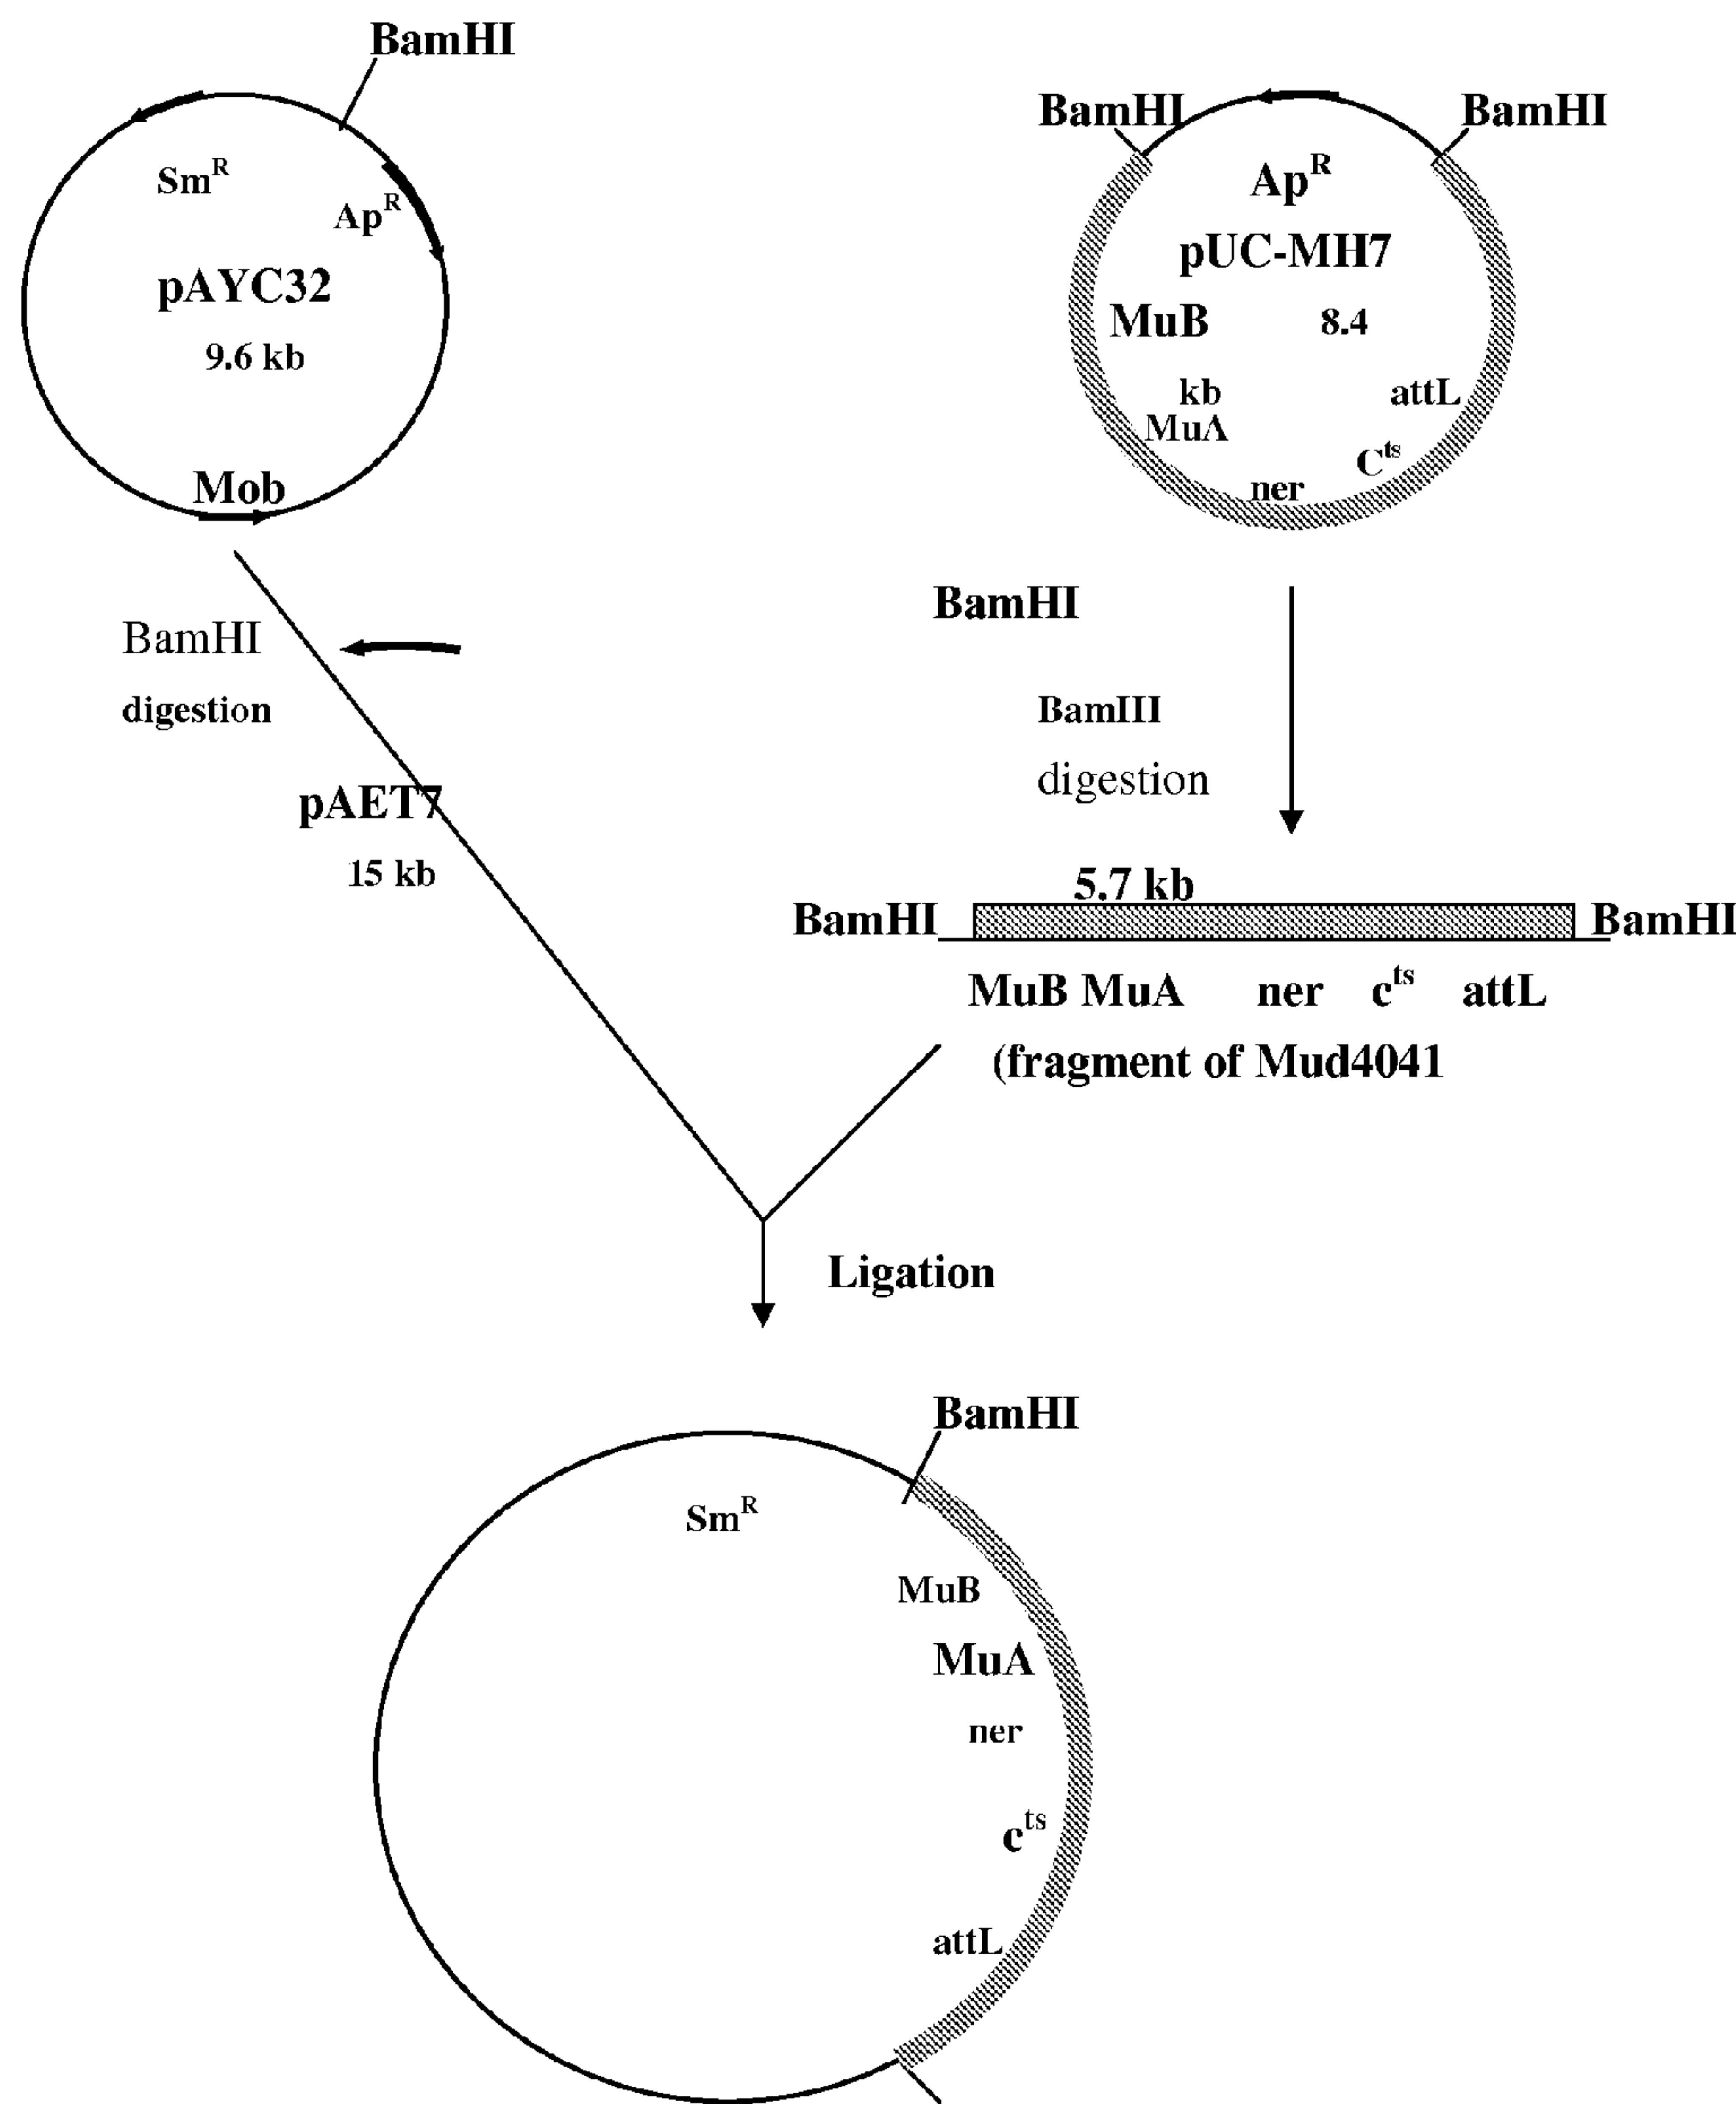 BamHI
Sm^R
Ap^R
pAYC32
9.6 kb
Mob
BamHI
BamHI
Ap^R
pUC-MH7
MuB 8.4
kb attL
MuA
C^ts
ner
BamHI
digestion
BamHI
BamIII
digestion
pAET7
15 kb
5.7 kb
BamHI BamHI
MuB MuA ner c^ts attL
(fragment of Mud4041
Ligation
BamHI
Sm^R
MuB
MuA
ner
c^ts
attL